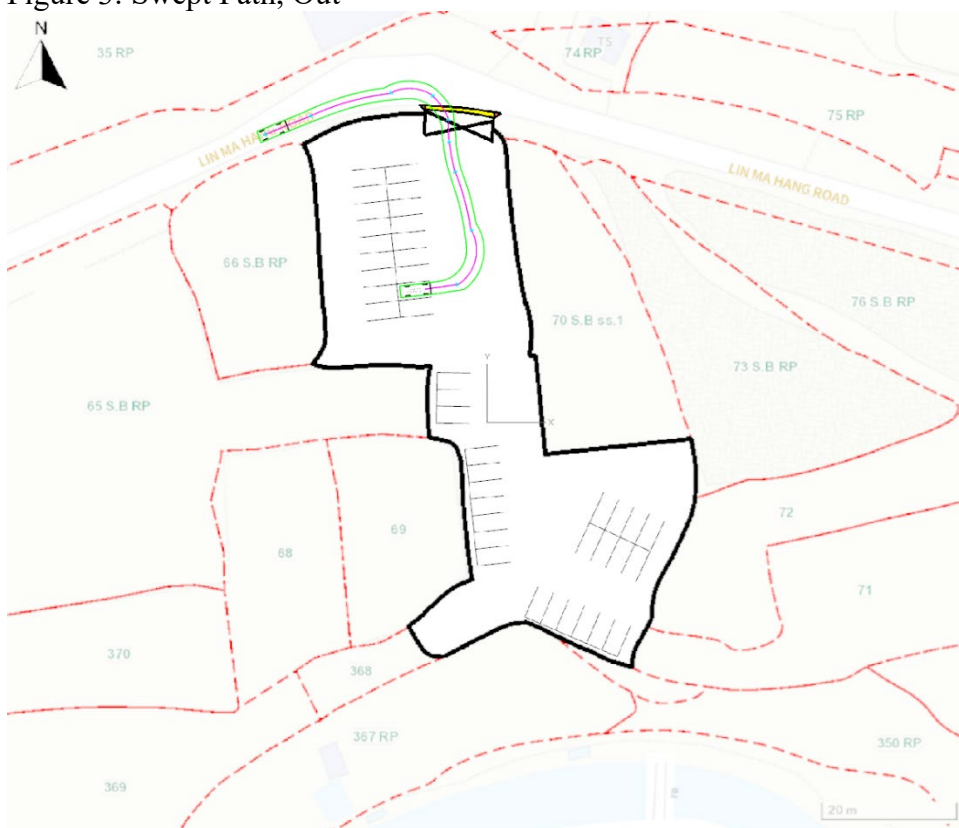 Figure 3: Swept Path, Out
N
35 RP
74 RP
TS
75 RP
LIN MA HANG ROAD
LIN MA HA
66 S.B RP
76 S.B RP
70 S.B ss.1
73 S.B RP
Y
X
65 S.B RP
72
69
68
71
370
368
367 RP
350 RP
369
20 m